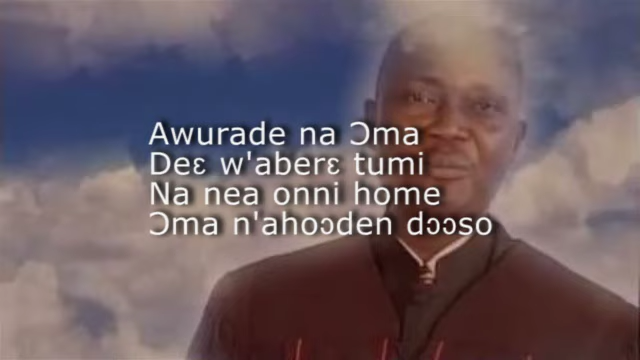 Awurade na Ɔma
Deɛ w'aberɛ tumi
Na nea onni home
Ɔma n'ahoɔden dɔɔso